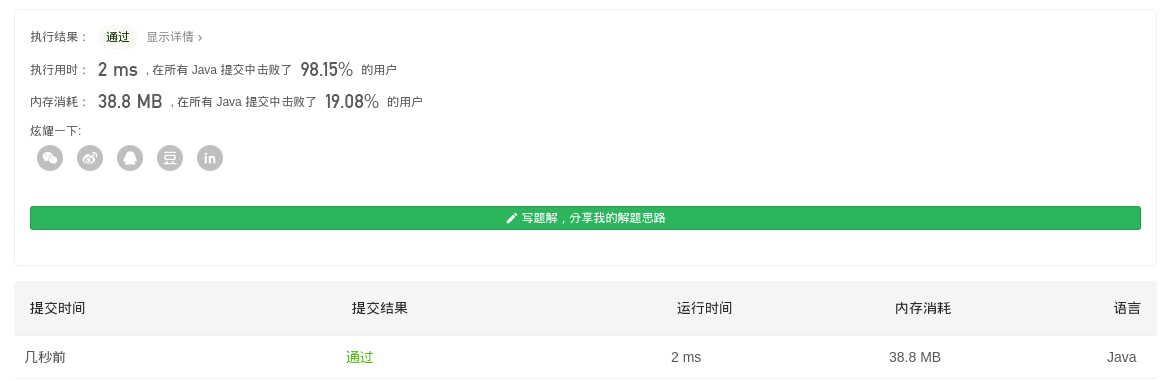 执行结果： 通过 显示详情 ›
执行用时： 2 ms , 在所有 Java 提交中击败了 98.15% 的用户
内存消耗： 38.8 MB , 在所有 Java 提交中击败了 19.08% 的用户
炫耀一下:
豆 in
写题解，分享我的解题思路
提交时间 提交结果 运行时间 内存消耗 语言
几秒前 通过 2 ms 38.8 MB Java